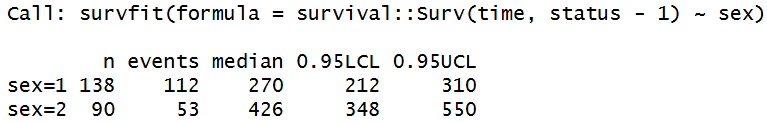 Call: survfit(formula = survival::Surv(time, status - 1) ~ sex)
n events median 0.95LCL 0.95UCL
sex=1 138 112 270 212 310
sex=2 90 53 426 348 550